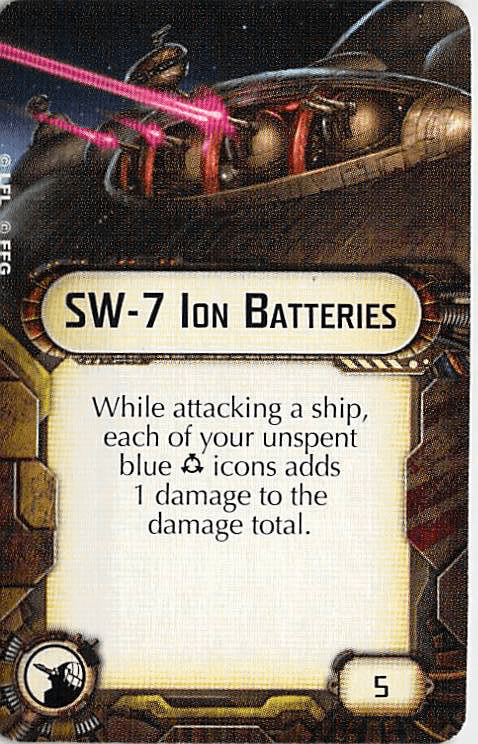 © LFL © FFG
SW-7 Ion Batteries
While attacking a ship,
each of your unspent
blue icons adds
1 damage to the
damage total.
5